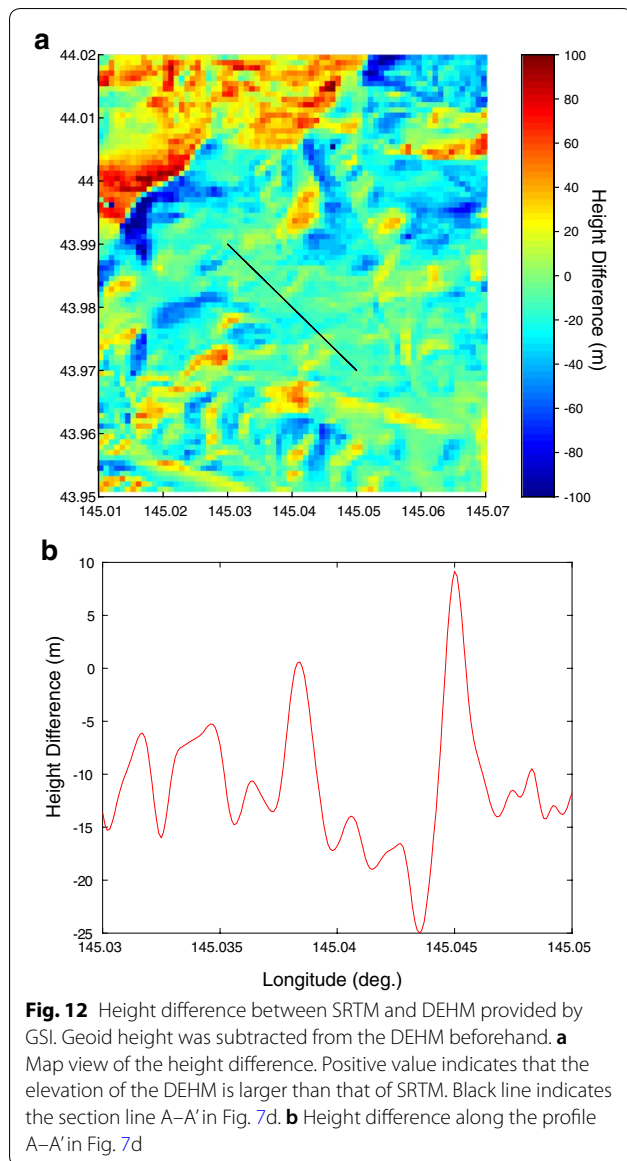 a
44.02
44.01
44
43.99
43.98
43.97
43.96
43.95
145.01 145.02 145.03 145.04 145.05 145.06 145.07
100
80
60
40
20
0
-20
-40
-60
-80
-100
Height Difference (m)
b
10
5
0
-5
-10
-15
-20
-25
Height Difference (m)
145.03 145.035 145.04 145.045 145.05
Longitude (deg.)
Fig. 12 Height difference between SRTM and DEHM provided by
GSI. Geoid height was subtracted from the DEHM beforehand. a
Map view of the height difference. Positive value indicates that the
elevation of the DEHM is larger than that of SRTM. Black line indicates
the section line A–A′ in Fig. 7d. b Height difference along the profile
A–A′ in Fig. 7d